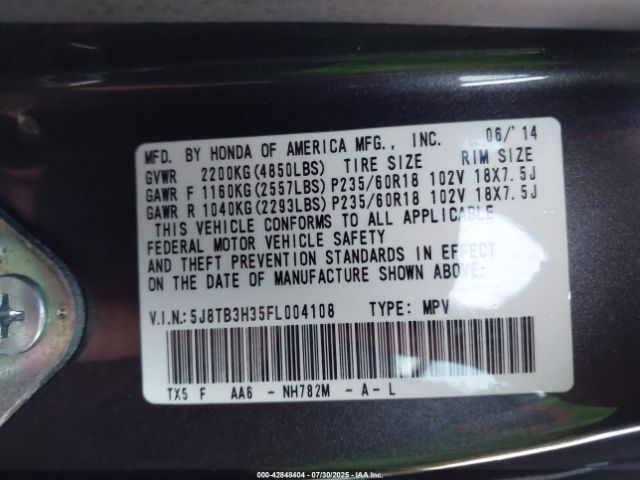 MFD. BY HONDA OF AMERICA MFG., INC. 06/'14
GVWR 2200KG(4850LBS) TIRE SIZE RIM SIZE
GAWR F 1160KG(2557LBS) P235/60R18 102V 18X7.5J
GAWR R 1040KG(2293LBS) P235/60R18 102V 18X7.5J
THIS VEHICLE CONFORMS TO ALL APPLICABLE
FEDERAL MOTOR VEHICLE SAFETY
AND THEFT PREVENTION STANDARDS IN EFFECT
ON THE DATE OF MANUFACTURE SHOWN ABOVE.
V.I.N.:5J8TB3H35FL004108 TYPE: MPV
TX5 F AA6 - NH782M - A - L
000-42848404 | 07/30/2025 | IAA Inc.